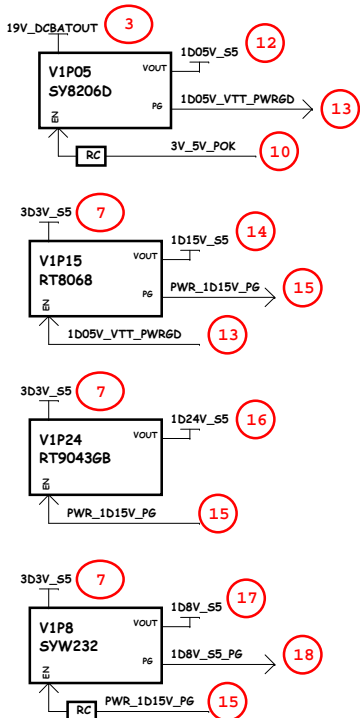 19V_DCBATOUT 3
1D05V_S5 12
V1P05 VOUT
SY8206D
PG 1D05V_VTT_PWRGD 13
EN
RC 3V_5V_POK 10
3D3V_S5 7
1D15V_S5 14
V1P15 VOUT
RT8068
PG PWR_1D15V_PG 15
EN
1D05V_VTT_PWRGD 13
3D3V_S5 7
1D24V_S5 16
V1P24 VOUT
RT9043GB
EN
PWR_1D15V_PG 15
3D3V_S5 7
1D8V_S5 17
V1P8 VOUT
SYW232
PG 1D8V_S5_PG 18
EN
RC PWR_1D15V_PG 15